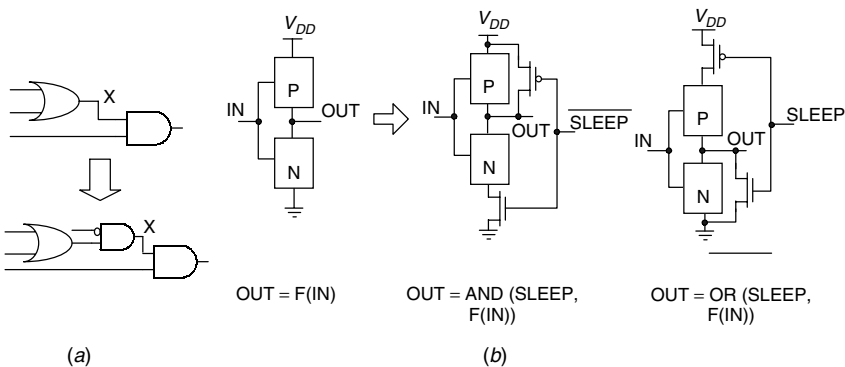 X
X
(a)
V_DD
P
IN
OUT
N
OUT = F(IN)
V_DD
P
IN
OUT
SLEEP
N
OUT = AND (SLEEP,
F(IN))
(b)
V_DD
P
SLEEP
IN
OUT
N
OUT = OR (SLEEP,
F(IN))